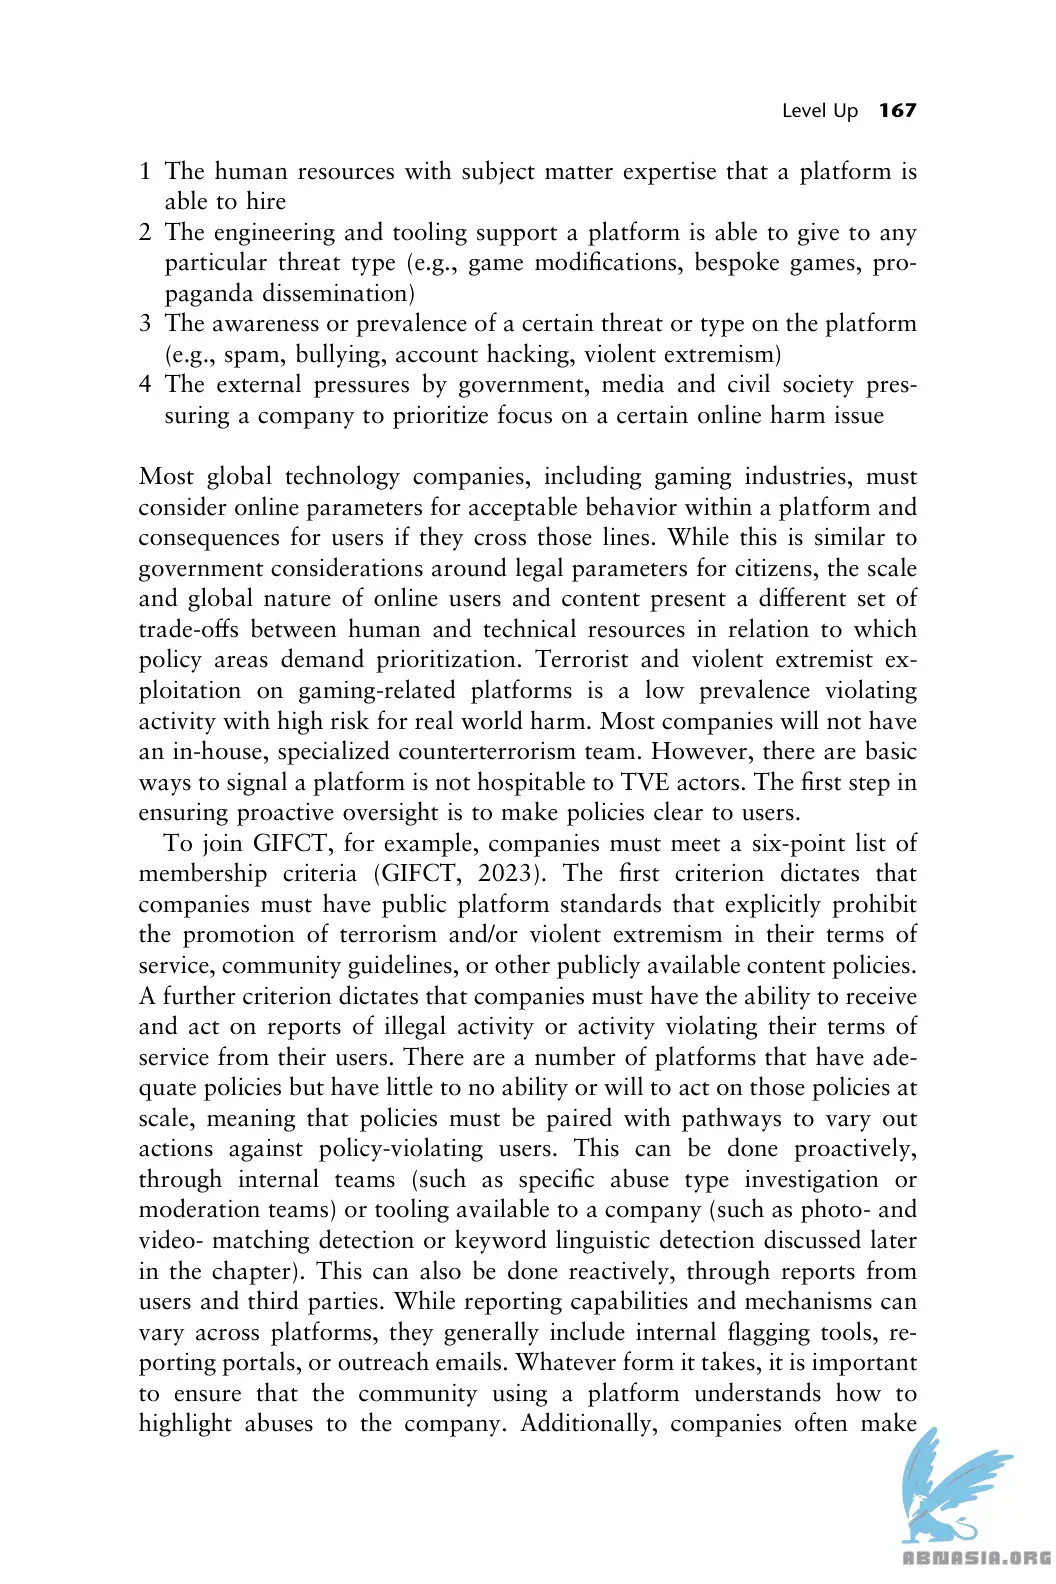 Level Up 167
1 The human resources with subject matter expertise that a platform is
able to hire
2 The engineering and tooling support a platform is able to give to any
particular threat type (e.g., game modifications, bespoke games, pro-
paganda dissemination)
3 The awareness or prevalence of a certain threat or type on the platform
(e.g., spam, bullying, account hacking, violent extremism)
4 The external pressures by government, media and civil society pres-
suring a company to prioritize focus on a certain online harm issue
Most global technology companies, including gaming industries, must
consider online parameters for acceptable behavior within a platform and
consequences for users if they cross those lines. While this is similar to
government considerations around legal parameters for citizens, the scale
and global nature of online users and content present a different set of
trade-offs between human and technical resources in relation to which
policy areas demand prioritization. Terrorist and violent extremist ex-
ploitation on gaming-related platforms is a low prevalence violating
activity with high risk for real world harm. Most companies will not have
an in-house, specialized counterterrorism team. However, there are basic
ways to signal a platform is not hospitable to TVE actors. The first step in
ensuring proactive oversight is to make policies clear to users.
To join GIFCT, for example, companies must meet a six-point list of
membership criteria (GIFCT, 2023). The first criterion dictates that
companies must have public platform standards that explicitly prohibit
the promotion of terrorism and/or violent extremism in their terms of
service, community guidelines, or other publicly available content policies.
A further criterion dictates that companies must have the ability to receive
and act on reports of illegal activity or activity violating their terms of
service from their users. There are a number of platforms that have ade-
quate policies but have little to no ability or will to act on those policies at
scale, meaning that policies must be paired with pathways to vary out
actions against policy-violating users. This can be done proactively,
through internal teams (such as specific abuse type investigation or
moderation teams) or tooling available to a company (such as photo- and
video- matching detection or keyword linguistic detection discussed later
in the chapter). This can also be done reactively, through reports from
users and third parties. While reporting capabilities and mechanisms can
vary across platforms, they generally include internal flagging tools, re-
porting portals, or outreach emails. Whatever form it takes, it is important
to ensure that the community using a platform understands how to
highlight abuses to the company. Additionally, companies often make
ABNASIA.ORG